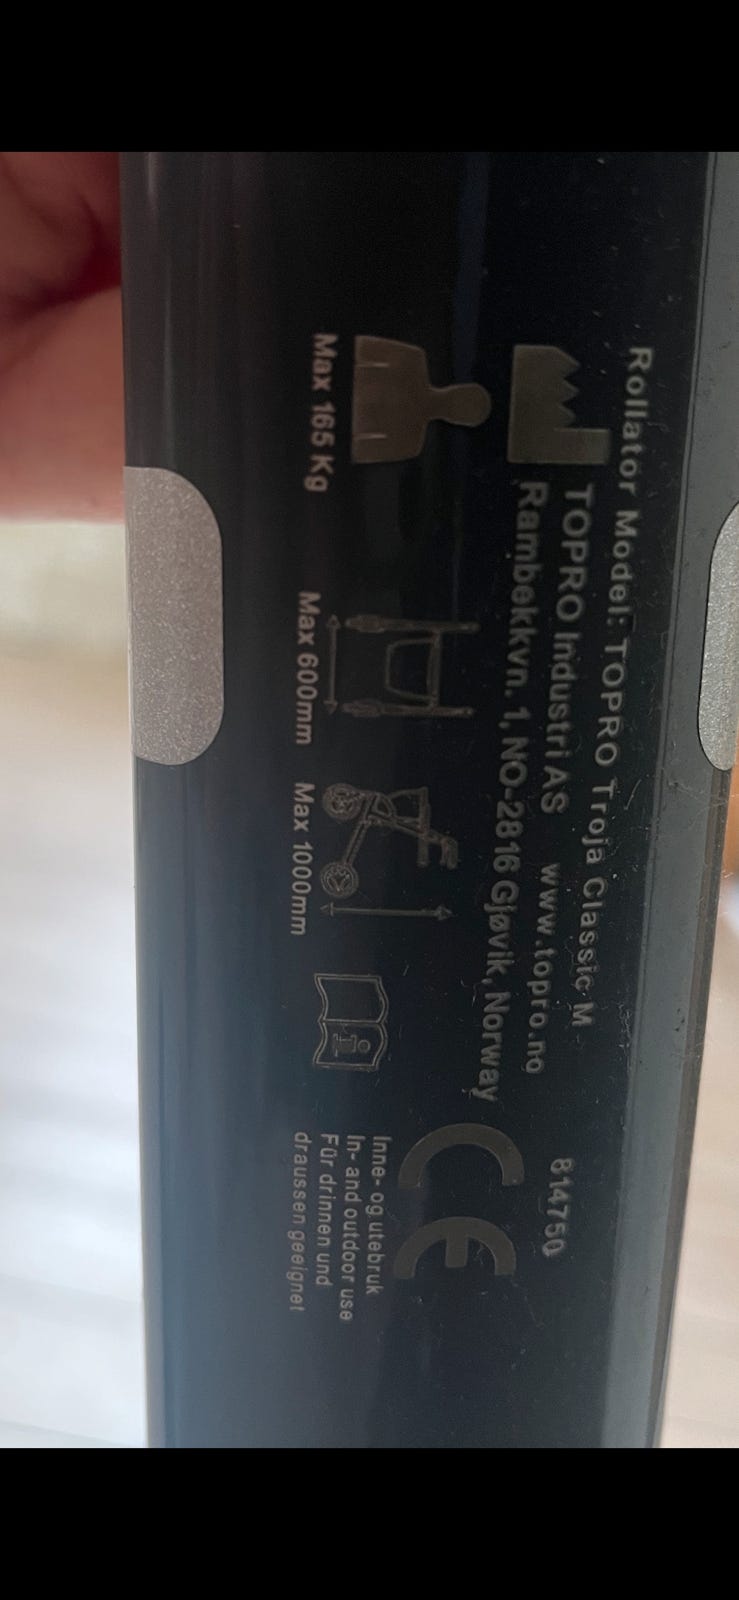 Rollator Model: TOPRO Troja Classic M
TOPRO Industri AS www.topro.no 814750
Rambekkvn. 1, NO-2816 Gjøvik, Norway
CE
Max 165 Kg
Max 600mm
Max 1000mm
i
Inne- og utebruk
In- and outdoor use
Für drinnen und
draussen geeignet